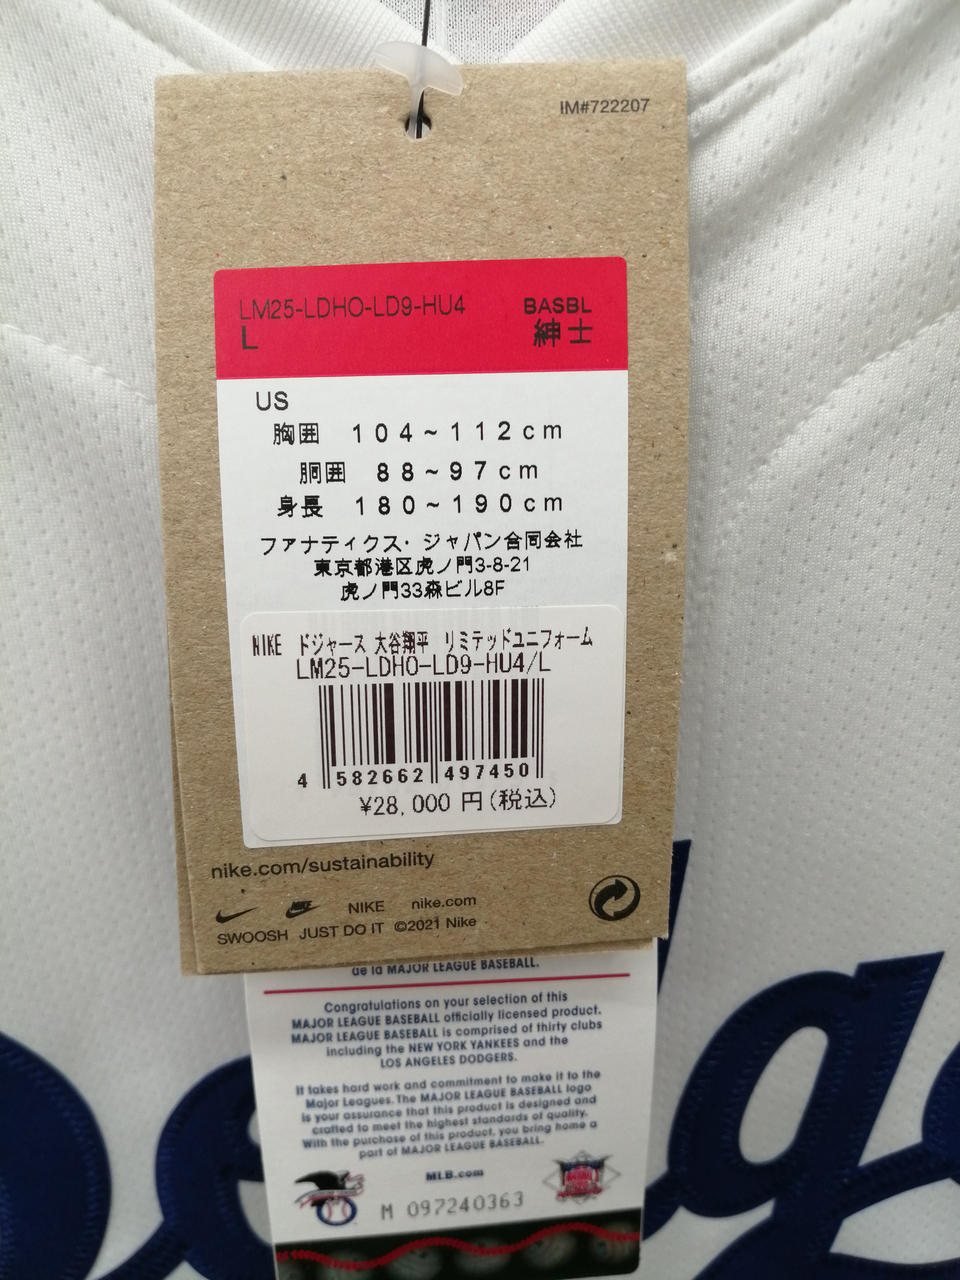 IM#722207
LM25-LDHO-LD9-HU4 BASBL
L 紳士
US
胸囲 104~112cm
胴囲 88~97cm
身長 180~190cm
ファナティクス・ジャパン合同会社
東京都港区虎ノ門3-8-21
虎ノ門33森ビル8F
NIKE ドジャース 大谷翔平 リミテッドユニフォーム
LM25-LDHO-LD9-HU4/L
4 582662 497450
¥28,000 円(税込)
nike.com/sustainability
NIKE NIKE nike.com
SWOOSH JUST DO IT ©2021 Nike
de la MAJOR LEAGUE BASEBALL.
Congratulations on your selection of this
MAJOR LEAGUE BASEBALL officially licensed product.
MAJOR LEAGUE BASEBALL is comprised of thirty clubs
including the NEW YORK YANKEES and the
LOS ANGELES DODGERS.
It takes hard work and commitment to make it to the
Major Leagues. The MAJOR LEAGUE BASEBALL logo
is your assurance that this product is designed and
crafted to meet the highest standards of quality.
With the purchase of this product, you bring home a
part of MAJOR LEAGUE BASEBALL.
MLB.com
M 097240363